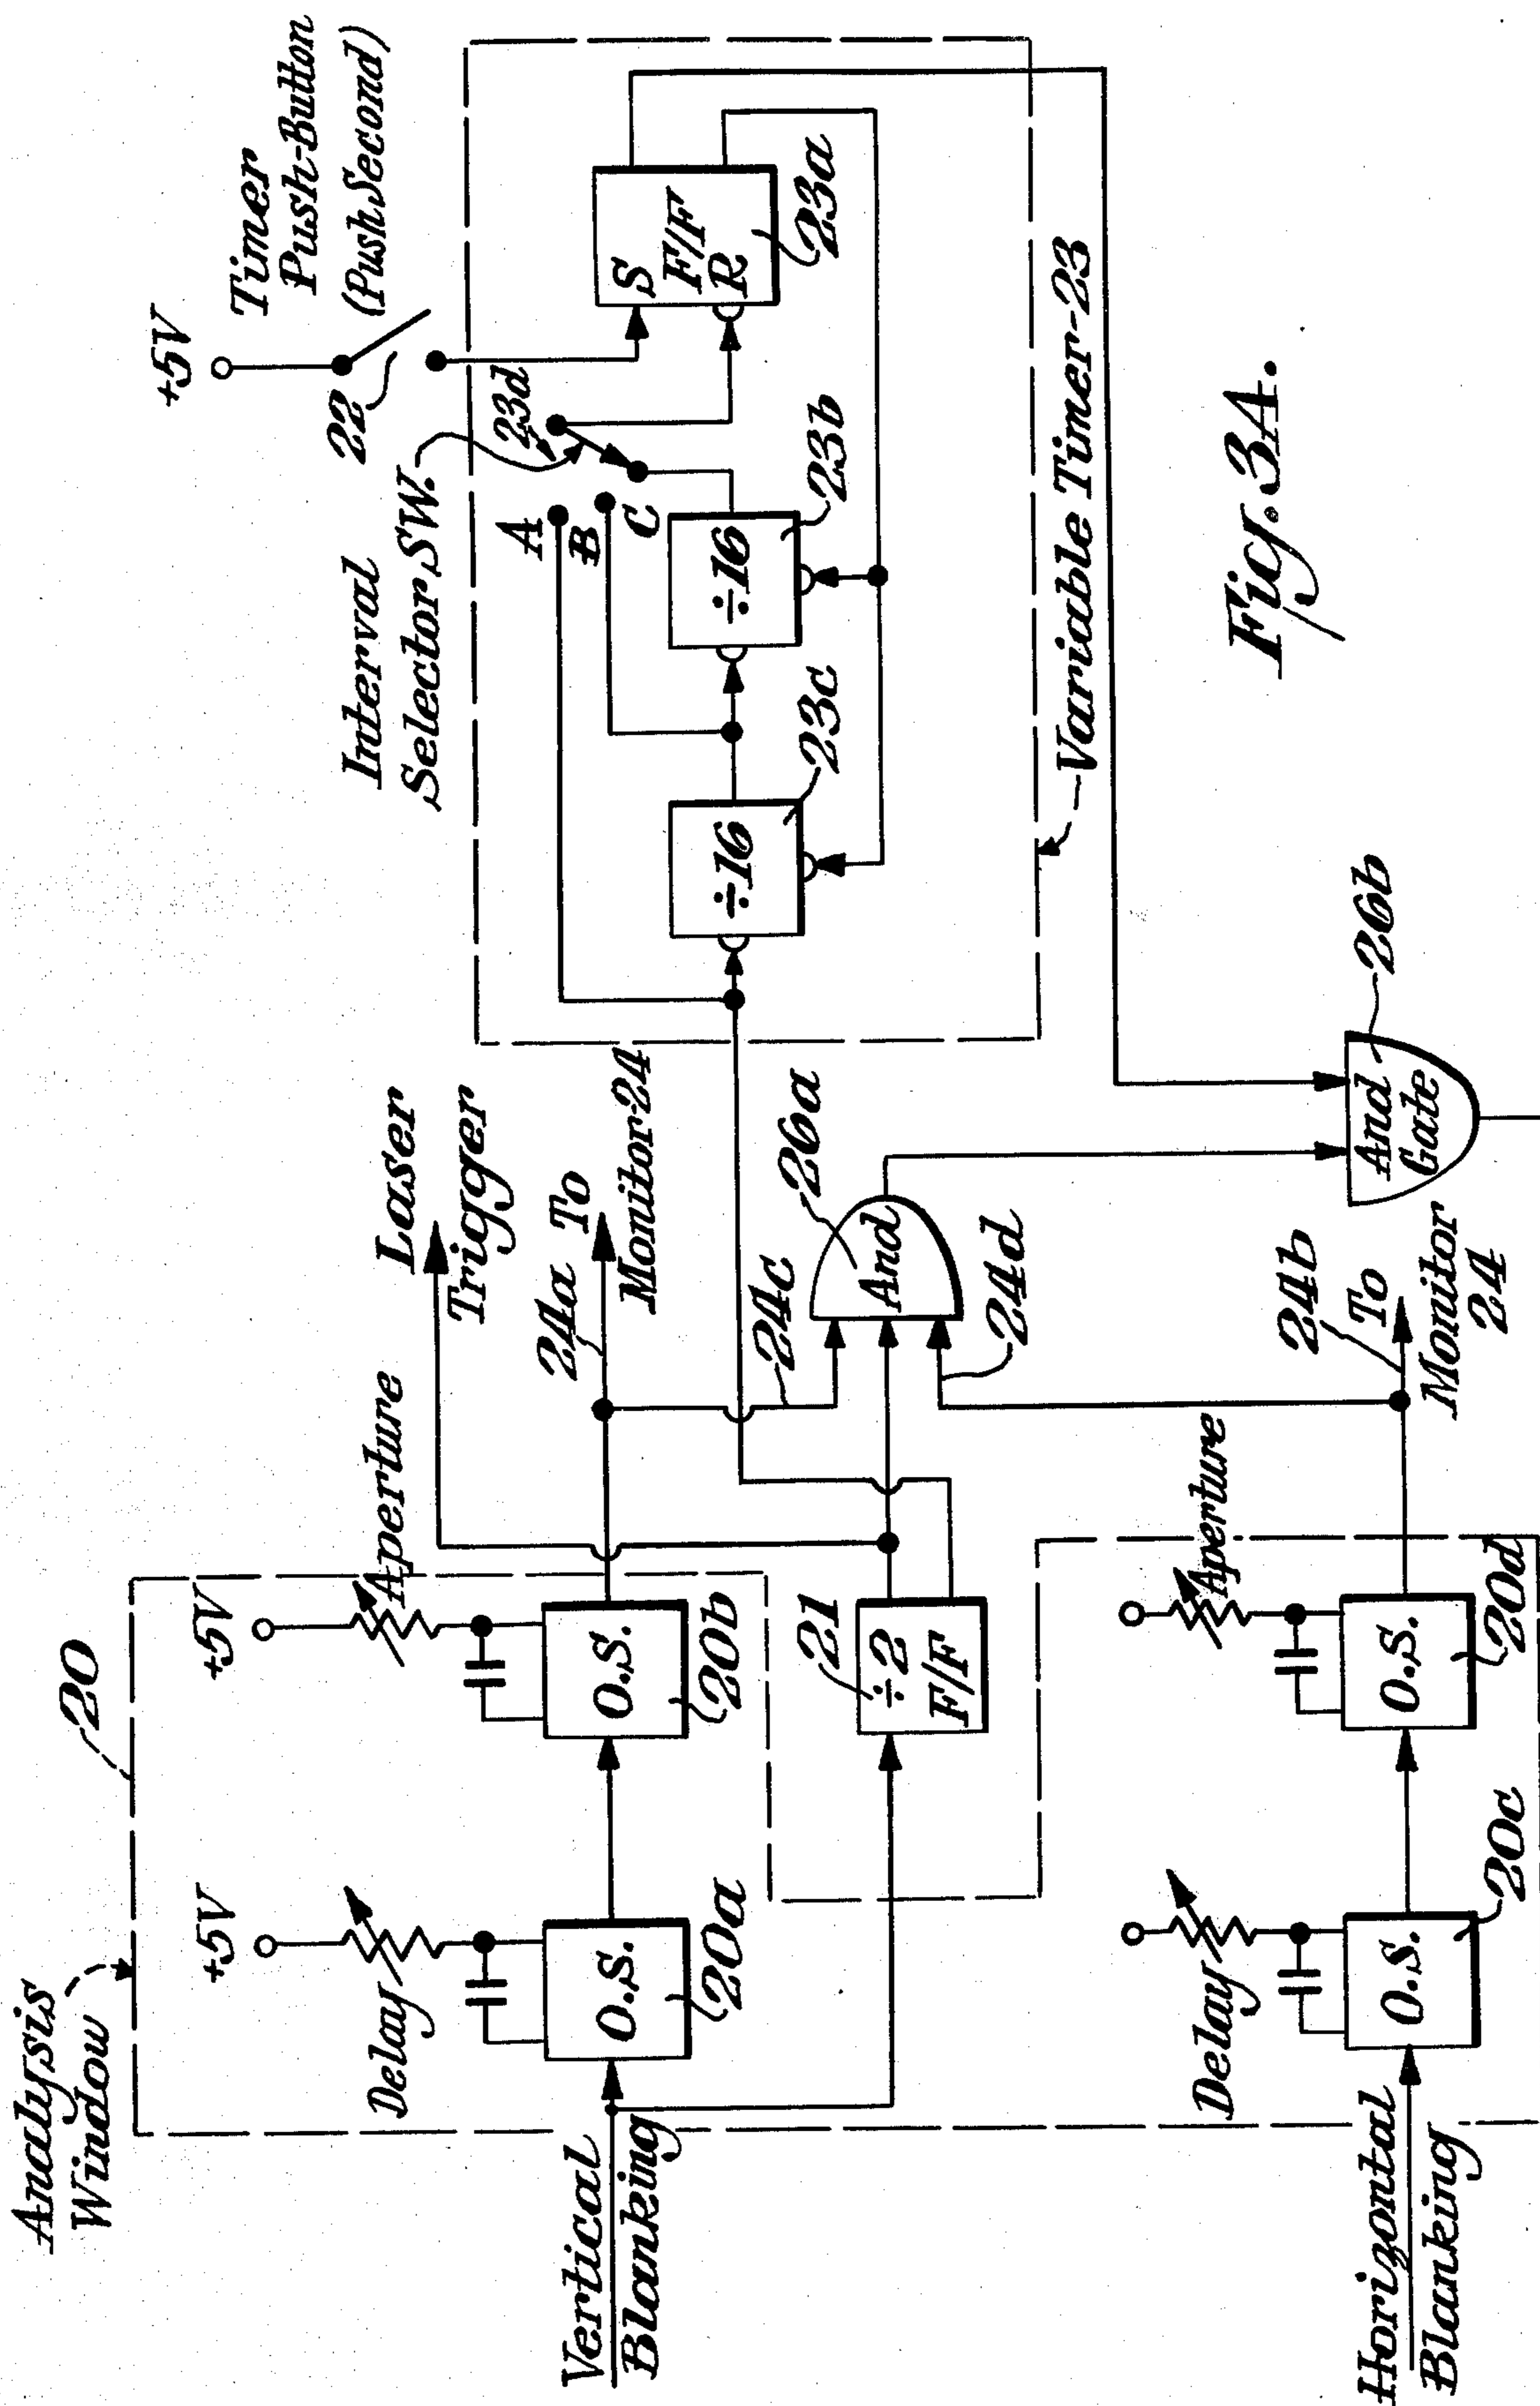 Analysis
Window
20
+5V
Delay
O.S.
20a
+5V
Aperture
O.S.
20b
Vertical
Blanking
÷2
F/F
21
Laser
Trigger
24a
To
Monitor-24
24c
26a
And
24d
Interval
Selector SW.
A
B
C
23d
÷16
23c
÷16
23b
+5V
22
Timer
Push-Button
(Push Second)
S
F/F
R
23a
Variable Timer-23
Horizontal
Blanking
Delay
O.S.
20c
Aperture
O.S.
20d
24b
To
Monitor
24
And
Gate
26b
Fig. 3A.